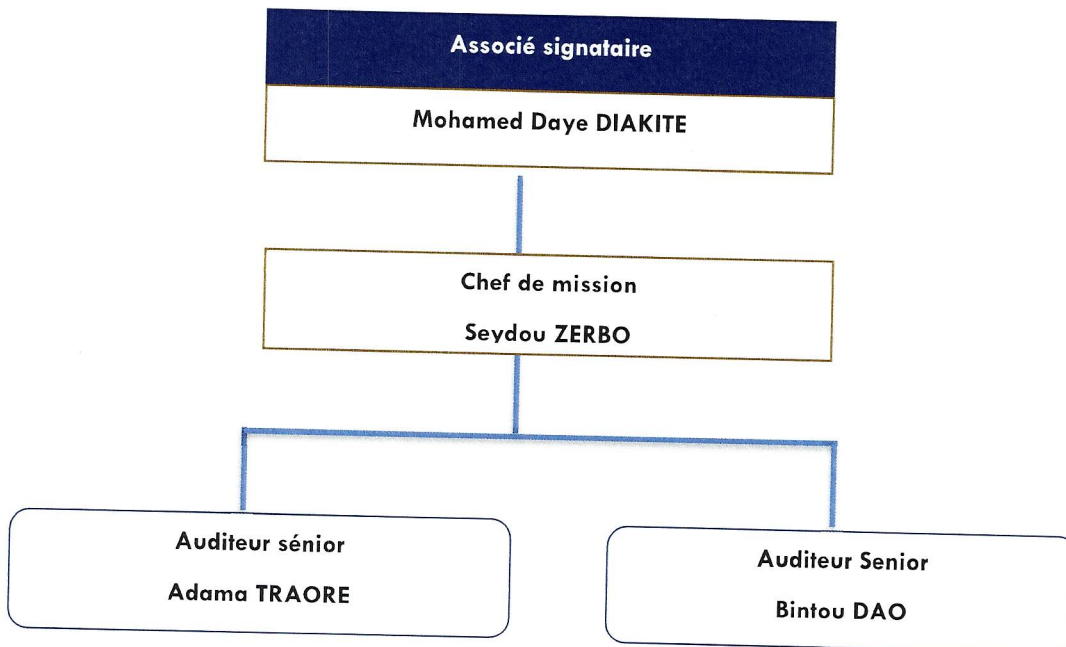 Associé signataire
Mohamed Daye DIAKITE
Chef de mission
Seydou ZERBO
Auditeur sénior
Adama TRAORE
Auditeur Senior
Bintou DAO